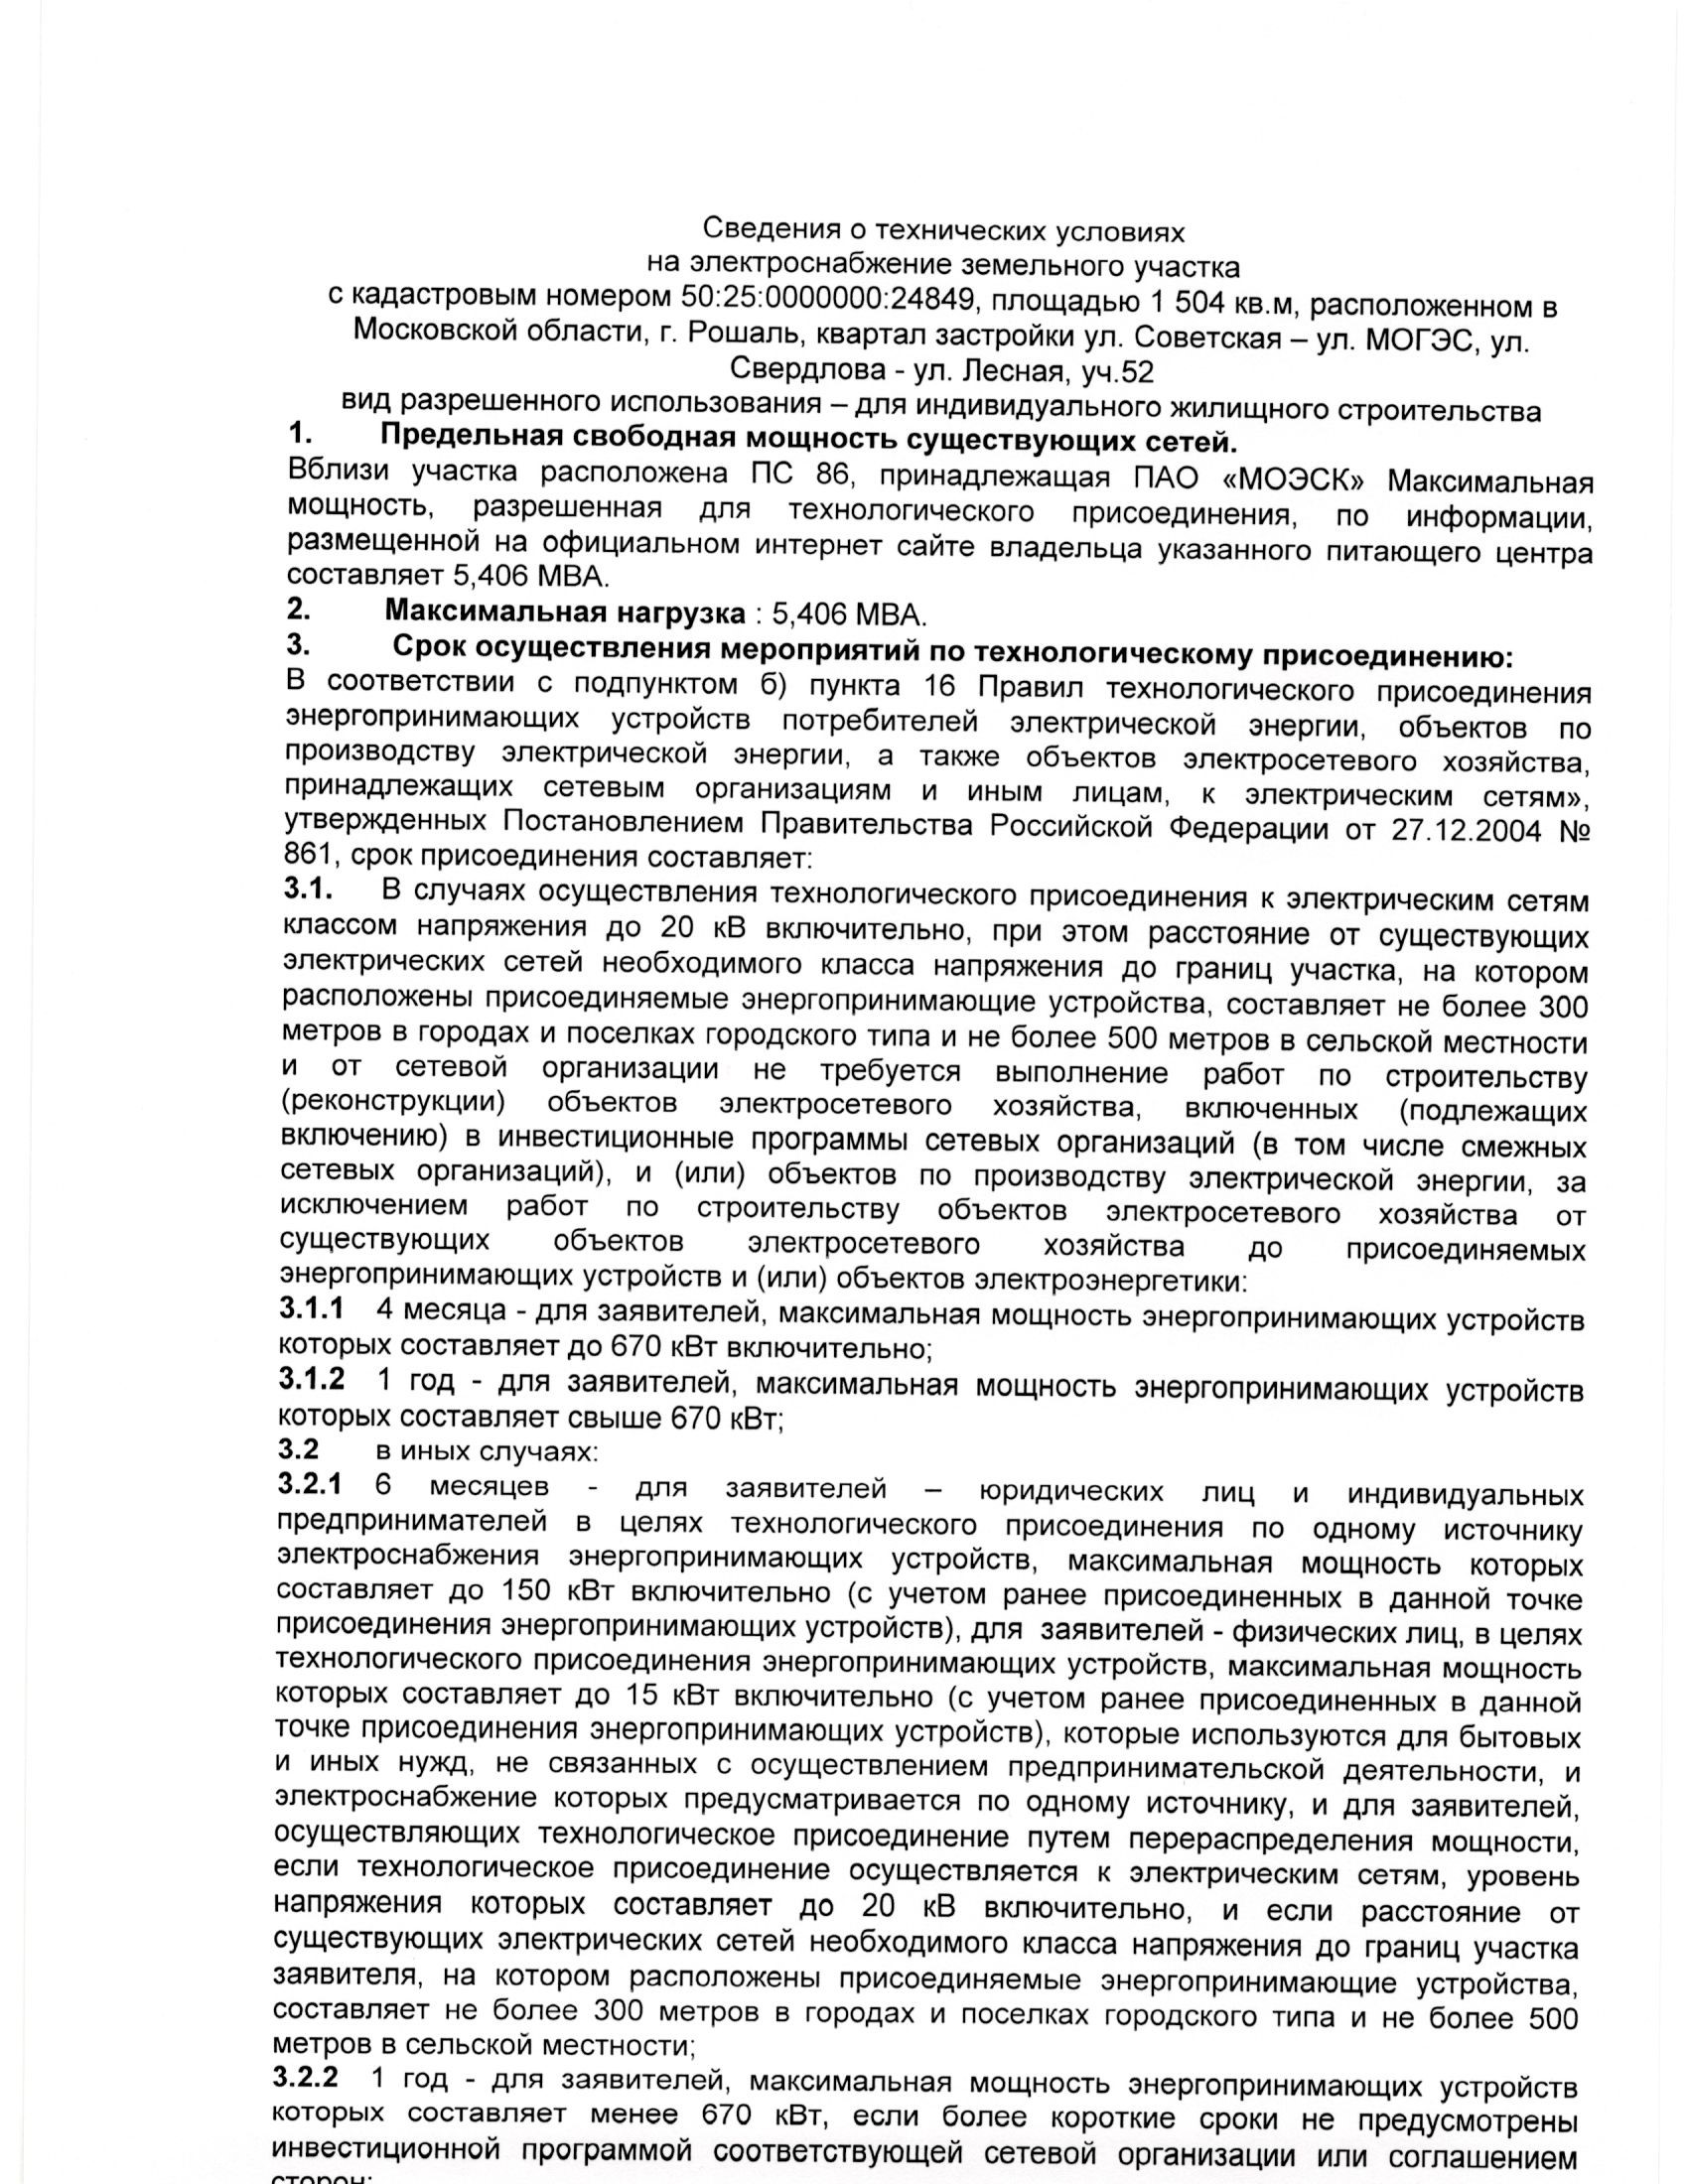 Сведения о технических условиях
на электроснабжение земельного участка
с кадастровым номером 50:25:0000000:24849, площадью 1 504 кв.м, расположенном в
Московской области, г. Рошаль, квартал застройки ул. Советская – ул. МОГЭС, ул.
Свердлова - ул. Лесная, уч.52
вид разрешенного использования – для индивидуального жилищного строительства
1. Предельная свободная мощность существующих сетей.
Вблизи участка расположена ПС 86, принадлежащая ПАО «МОЭСК» Максимальная
мощность, разрешенная для технологического присоединения, по информации,
размещенной на официальном интернет сайте владельца указанного питающего центра
составляет 5,406 МВА.
2. Максимальная нагрузка : 5,406 МВА.
3. Срок осуществления мероприятий по технологическому присоединению:
В соответствии с подпунктом б) пункта 16 Правил технологического присоединения
энергопринимающих устройств потребителей электрической энергии, объектов по
производству электрической энергии, а также объектов электросетевого хозяйства,
принадлежащих сетевым организациям и иным лицам, к электрическим сетям»,
утвержденных Постановлением Правительства Российской Федерации от 27.12.2004 №
861, срок присоединения составляет:
3.1. В случаях осуществления технологического присоединения к электрическим сетям
классом напряжения до 20 кВ включительно, при этом расстояние от существующих
электрических сетей необходимого класса напряжения до границ участка, на котором
расположены присоединяемые энергопринимающие устройства, составляет не более 300
метров в городах и поселках городского типа и не более 500 метров в сельской местности
и от сетевой организации не требуется выполнение работ по строительству
(реконструкции) объектов электросетевого хозяйства, включенных (подлежащих
включению) в инвестиционные программы сетевых организаций (в том числе смежных
сетевых организаций), и (или) объектов по производству электрической энергии, за
исключением работ по строительству объектов электросетевого хозяйства от
существующих объектов электросетевого хозяйства до присоединяемых
энергопринимающих устройств и (или) объектов электроэнергетики:
3.1.1 4 месяца - для заявителей, максимальная мощность энергопринимающих устройств
которых составляет до 670 кВт включительно;
3.1.2 1 год - для заявителей, максимальная мощность энергопринимающих устройств
которых составляет свыше 670 кВт;
3.2 в иных случаях:
3.2.1 6 месяцев - для заявителей – юридических лиц и индивидуальных
предпринимателей в целях технологического присоединения по одному источнику
электроснабжения энергопринимающих устройств, максимальная мощность которых
составляет до 150 кВт включительно (с учетом ранее присоединенных в данной точке
присоединения энергопринимающих устройств), для заявителей - физических лиц, в целях
технологического присоединения энергопринимающих устройств, максимальная мощность
которых составляет до 15 кВт включительно (с учетом ранее присоединенных в данной
точке присоединения энергопринимающих устройств), которые используются для бытовых
и иных нужд, не связанных с осуществлением предпринимательской деятельности, и
электроснабжение которых предусматривается по одному источнику, и для заявителей,
осуществляющих технологическое присоединение путем перераспределения мощности,
если технологическое присоединение осуществляется к электрическим сетям, уровень
напряжения которых составляет до 20 кВ включительно, и если расстояние от
существующих электрических сетей необходимого класса напряжения до границ участка
заявителя, на котором расположены присоединяемые энергопринимающие устройства,
составляет не более 300 метров в городах и поселках городского типа и не более 500
метров в сельской местности;
3.2.2 1 год - для заявителей, максимальная мощность энергопринимающих устройств
которых составляет менее 670 кВт, если более короткие сроки не предусмотрены
инвестиционной программой соответствующей сетевой организации или соглашением
сторон;